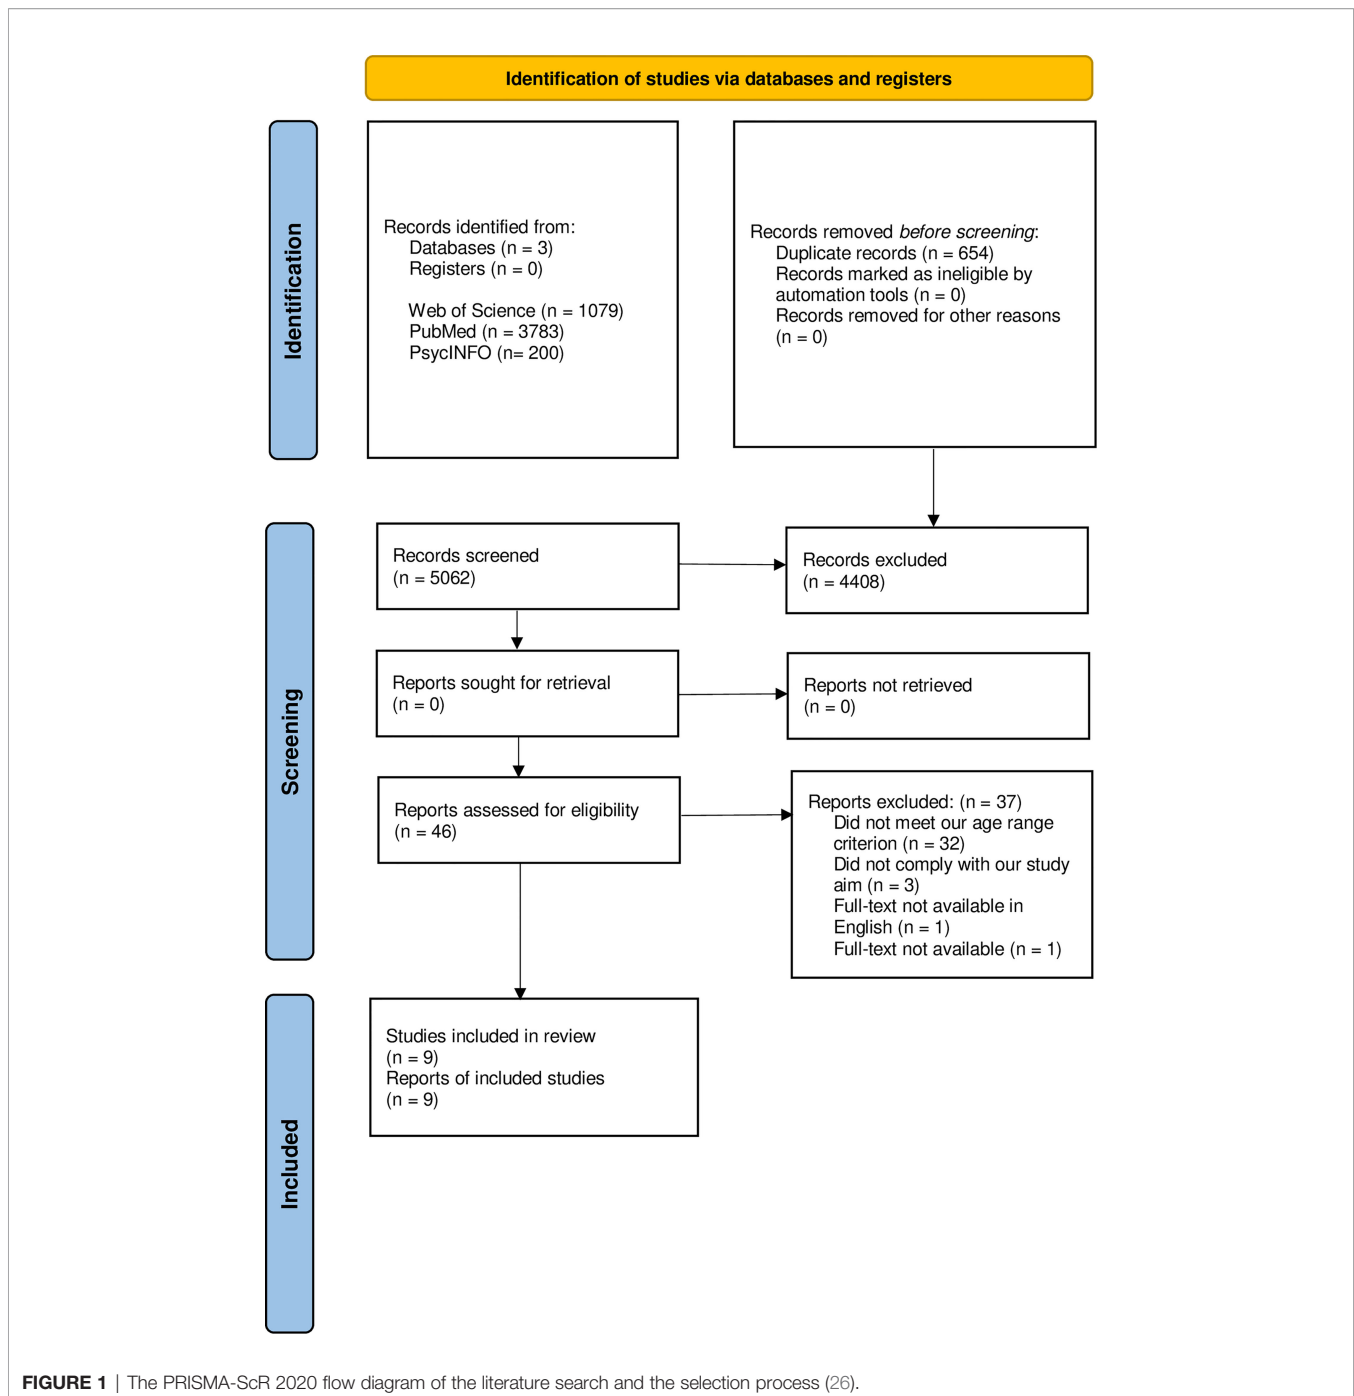 Identification of studies via databases and registers
Identification
Records identified from:
Databases (n = 3)
Registers (n = 0)
Web of Science (n = 1079)
PubMed (n = 3783)
PsycINFO (n= 200)
Records removed before screening:
Duplicate records (n = 654)
Records marked as ineligible by
automation tools (n = 0)
Records removed for other reasons
(n = 0)
Screening
Records screened
(n = 5062)
Records excluded
(n = 4408)
Reports sought for retrieval
(n = 0)
Reports not retrieved
(n = 0)
Reports assessed for eligibility
(n = 46)
Reports excluded: (n = 37)
Did not meet our age range
criterion (n = 32)
Did not comply with our study
aim (n = 3)
Full-text not available in
English (n = 1)
Full-text not available (n = 1)
Included
Studies included in review
(n = 9)
Reports of included studies
(n = 9)
FIGURE 1 | The PRISMA-ScR 2020 flow diagram of the literature search and the selection process (26).